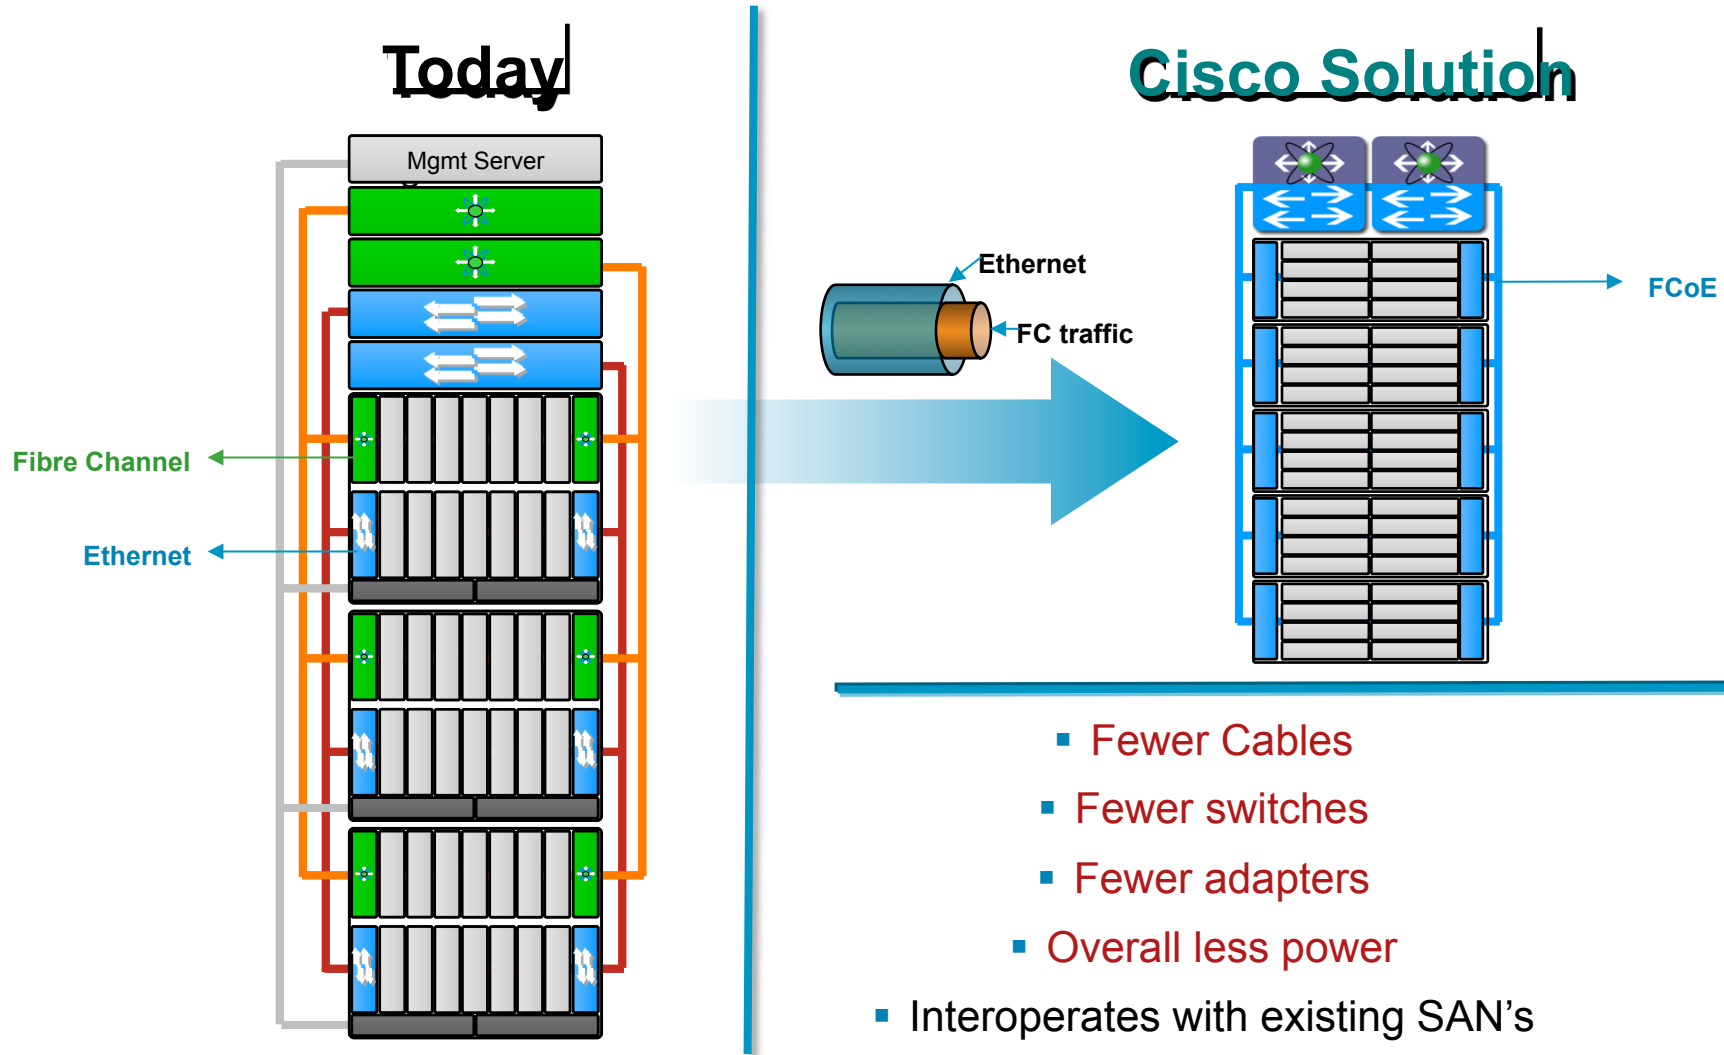 Today
Mgmt Server
Fibre Channel
Ethernet
Cisco Solution
Ethernet
FC traffic
FCoE
Fewer Cables
Fewer switches
Fewer adapters
Overall less power
Interoperates with existing SAN’s